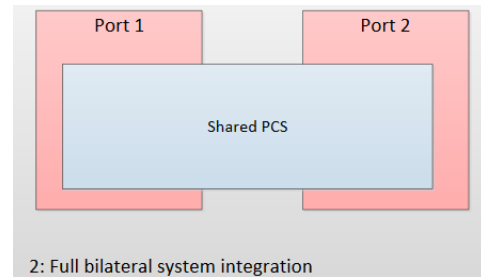 Port 1
Port 2
Shared PCS
2: Full bilateral system integration